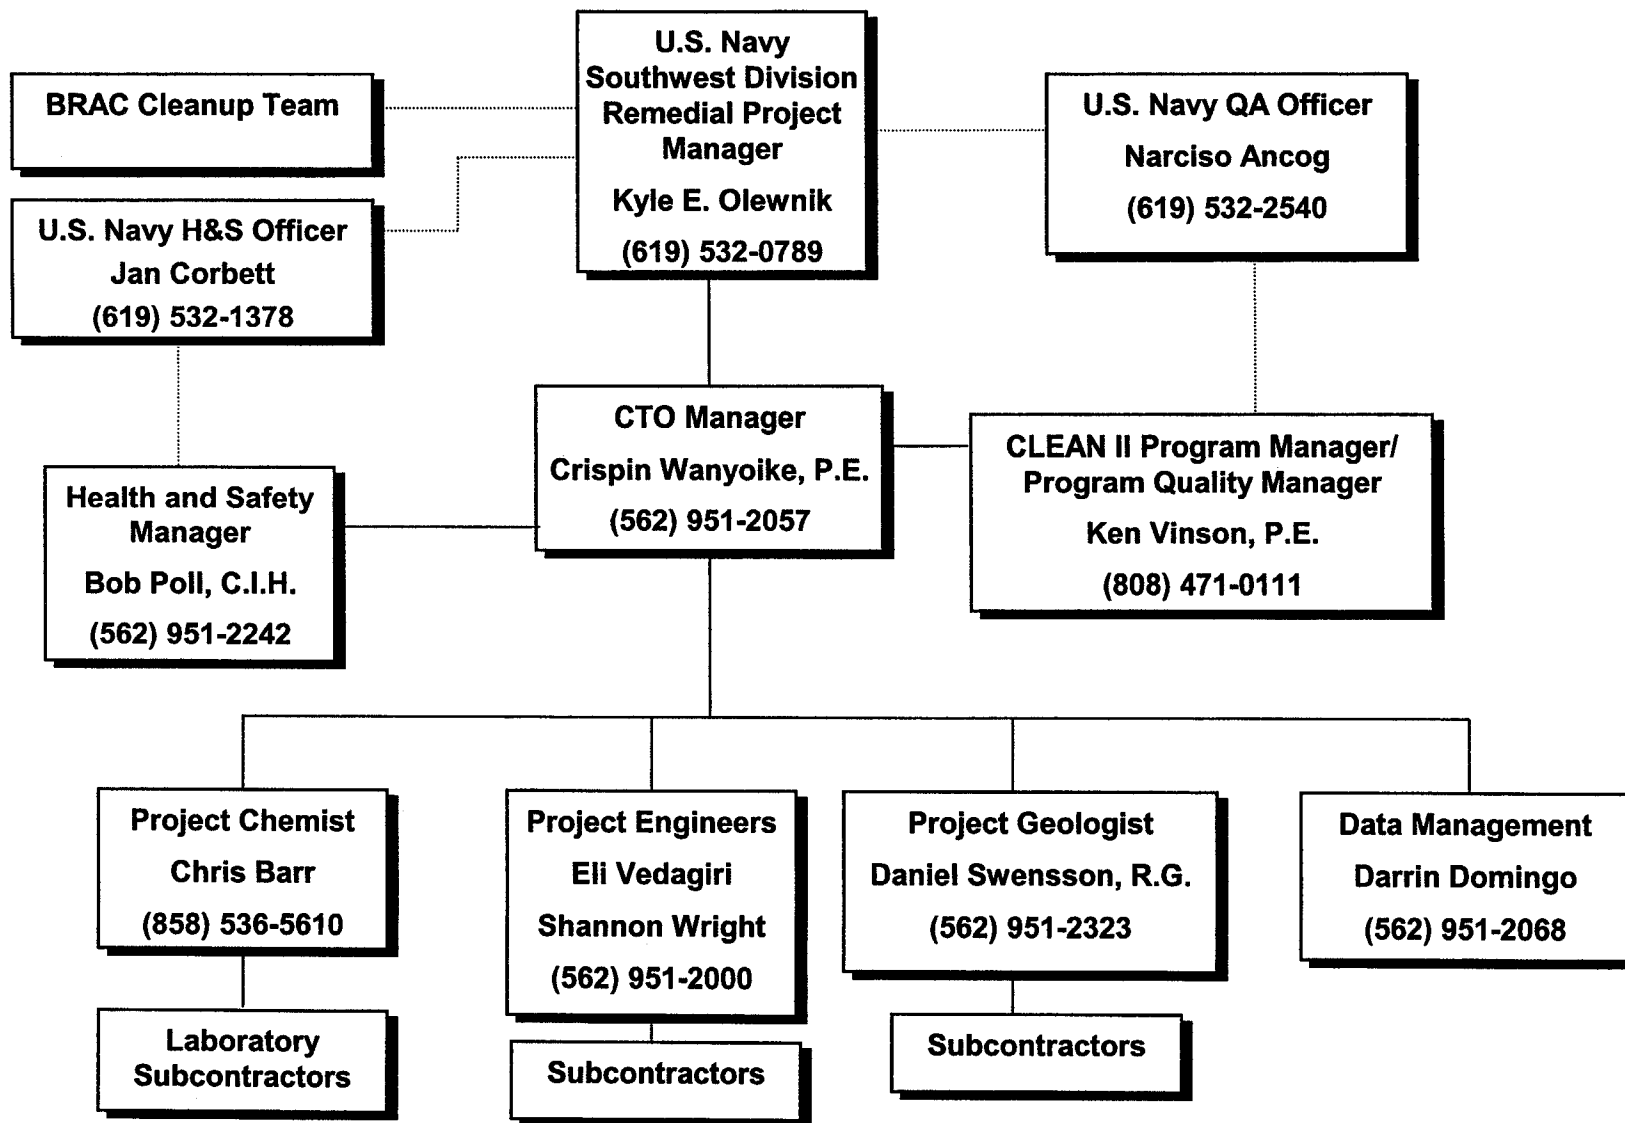 U.S. Navy
Southwest Division
Remedial Project
Manager
Kyle E. Olewnik
(619) 532-0789
BRAC Cleanup Team
U.S. Navy H&S Officer
Jan Corbett
(619) 532-1378
U.S. Navy QA Officer
Narciso Ancog
(619) 532-2540
CTO Manager
Crispin Wanyoike, P.E.
(562) 951-2057
Health and Safety
Manager
Bob Poll, C.I.H.
(562) 951-2242
CLEAN II Program Manager/
Program Quality Manager
Ken Vinson, P.E.
(808) 471-0111
Project Chemist
Chris Barr
(858) 536-5610
Project Engineers
Eli Vedagiri
Shannon Wright
(562) 951-2000
Project Geologist
Daniel Swensson, R.G.
(562) 951-2323
Data Management
Darrin Domingo
(562) 951-2068
Laboratory
Subcontractors
Subcontractors
Subcontractors